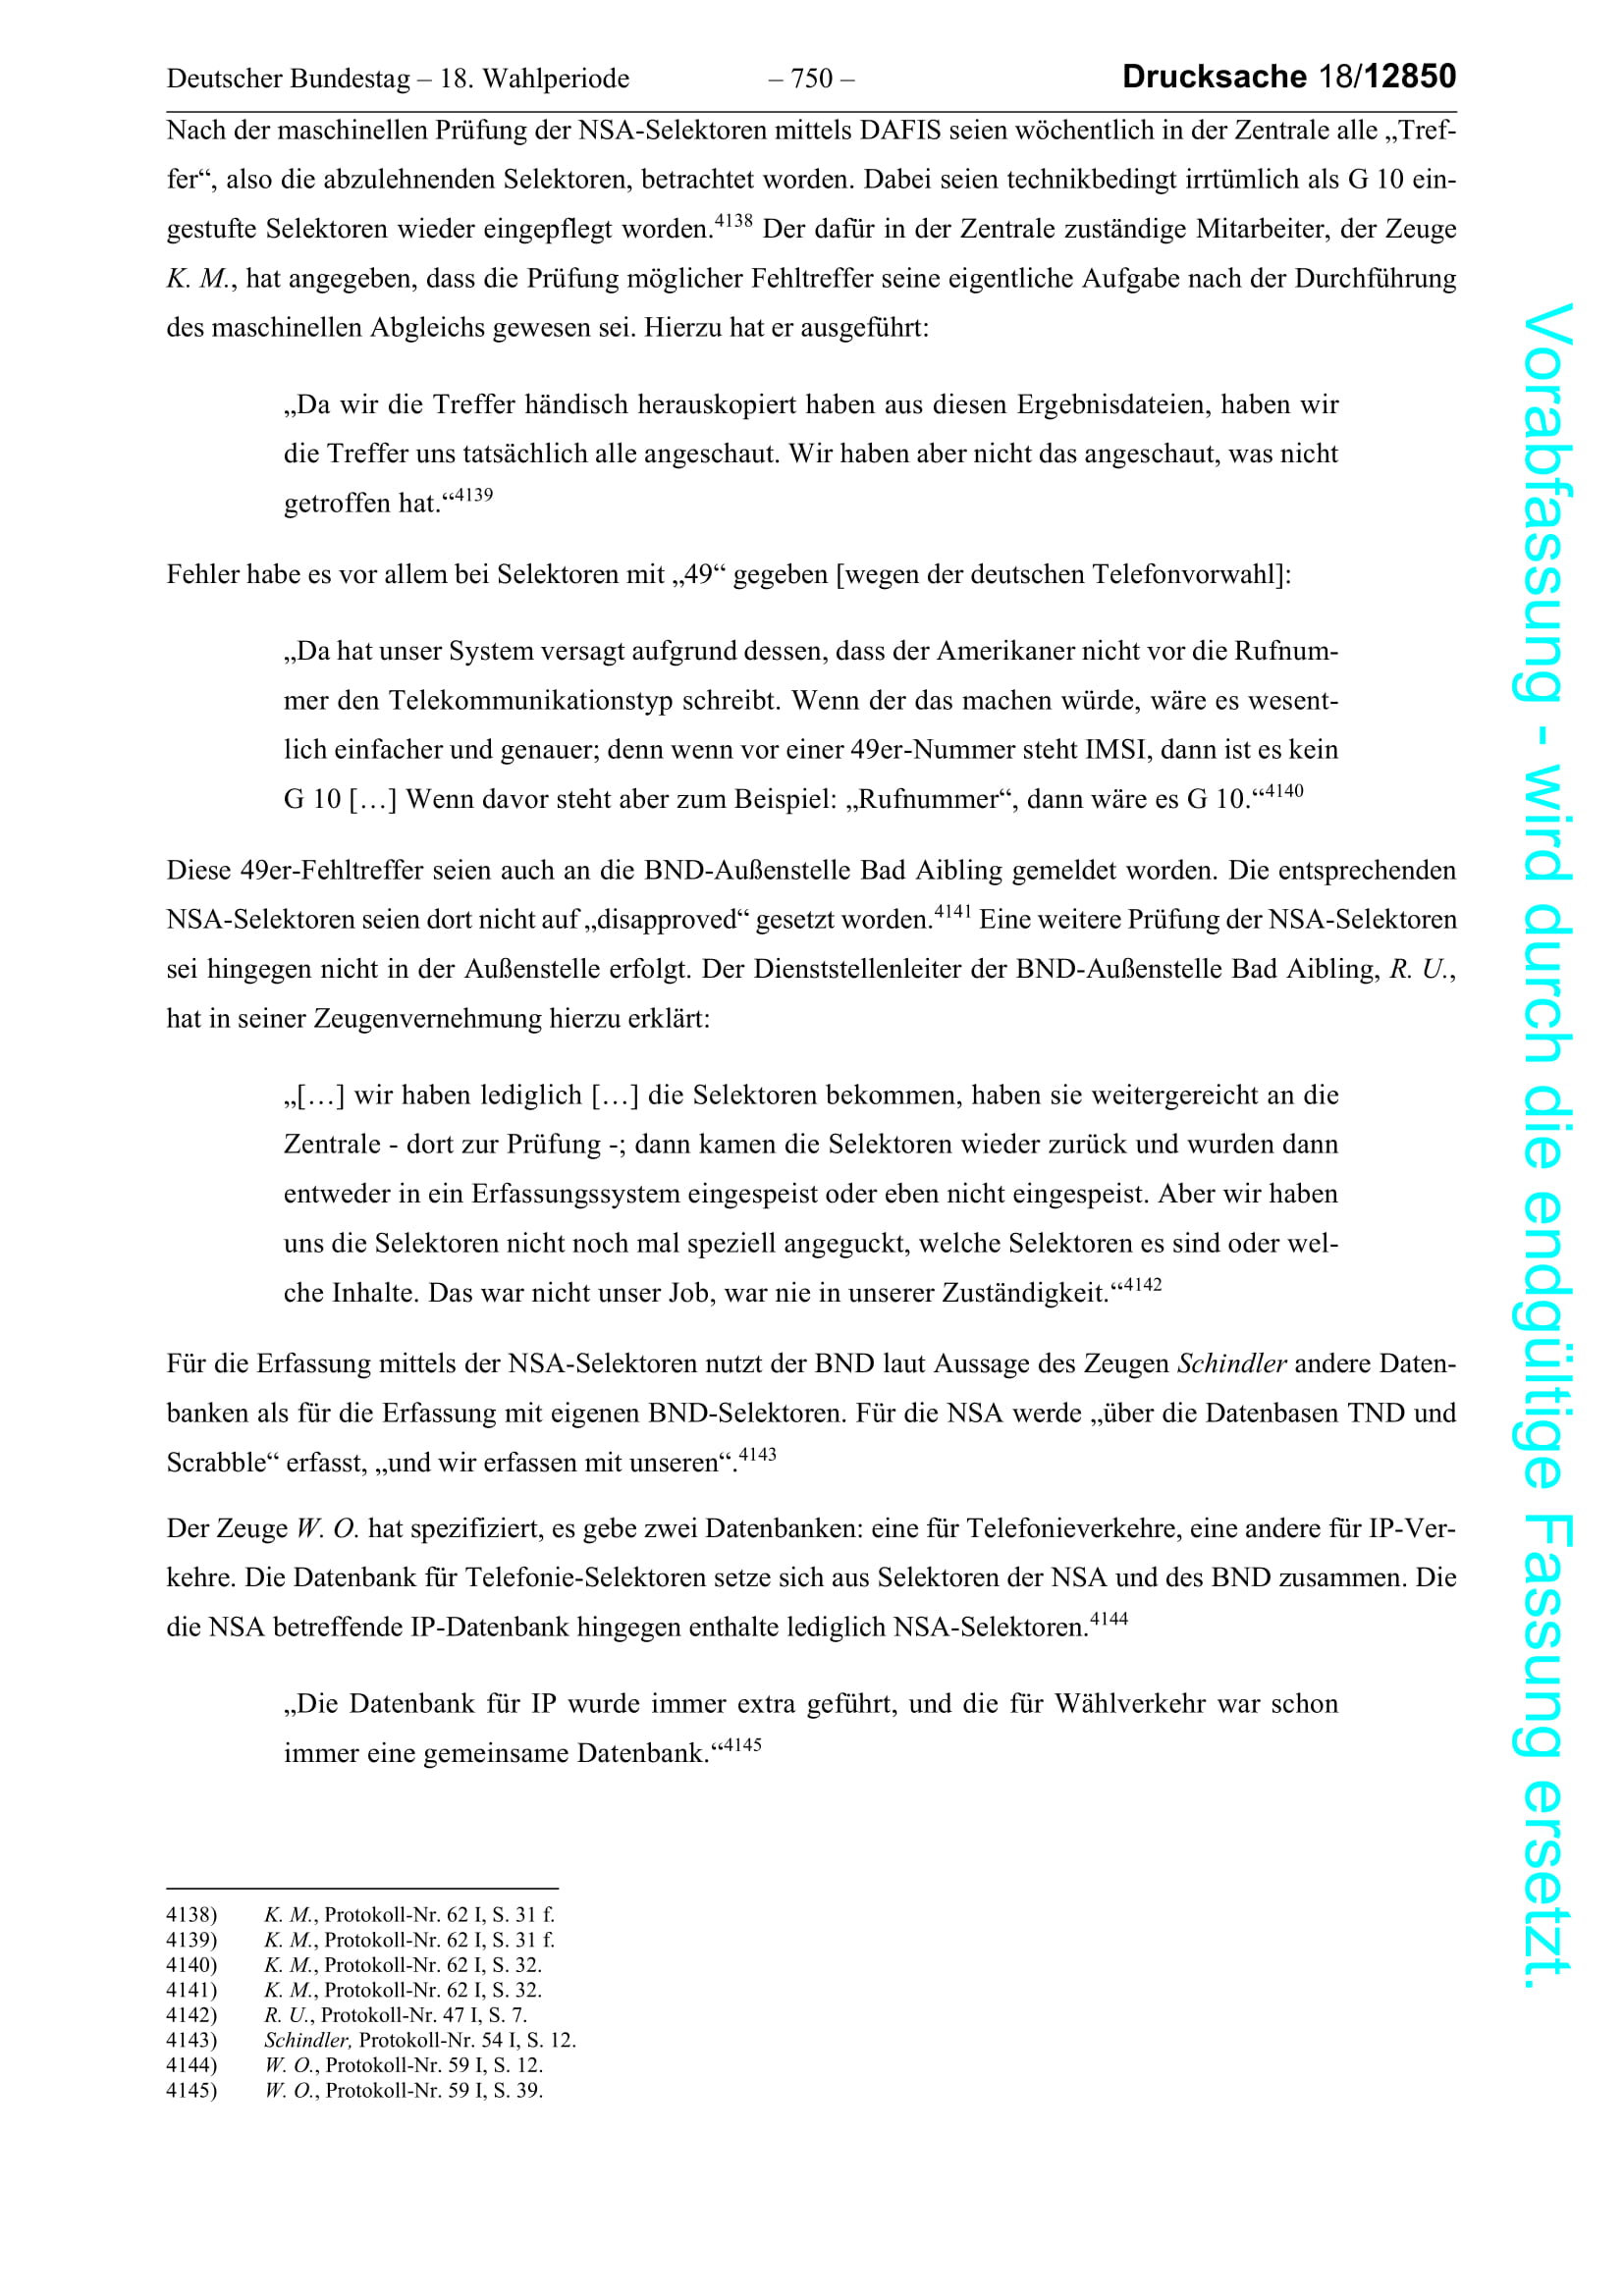 Deutscher Bundestag – 18. Wahlperiode – 750 – Drucksache 18/12850
Nach der maschinellen Prüfung der NSA-Selektoren mittels DAFIS seien wöchentlich in der Zentrale alle „Tref-
fer“, also die abzulehnenden Selektoren, betrachtet worden. Dabei seien technikbedingt irrtümlich als G 10 ein-
gestufte Selektoren wieder eingepflegt worden.4138 Der dafür in der Zentrale zuständige Mitarbeiter, der Zeuge
K. M., hat angegeben, dass die Prüfung möglicher Fehltreffer seine eigentliche Aufgabe nach der Durchführung
des maschinellen Abgleichs gewesen sei. Hierzu hat er ausgeführt:
„Da wir die Treffer händisch herauskopiert haben aus diesen Ergebnisdateien, haben wir
die Treffer uns tatsächlich alle angeschaut. Wir haben aber nicht das angeschaut, was nicht
getroffen hat.“4139
Fehler habe es vor allem bei Selektoren mit „49“ gegeben [wegen der deutschen Telefonvorwahl]:
„Da hat unser System versagt aufgrund dessen, dass der Amerikaner nicht vor die Rufnum-
mer den Telekommunikationstyp schreibt. Wenn der das machen würde, wäre es wesent-
lich einfacher und genauer; denn wenn vor einer 49er-Nummer steht IMSI, dann ist es kein
G 10 […] Wenn davor steht aber zum Beispiel: „Rufnummer“, dann wäre es G 10.“4140
Diese 49er-Fehltreffer seien auch an die BND-Außenstelle Bad Aibling gemeldet worden. Die entsprechenden
NSA-Selektoren seien dort nicht auf „disapproved“ gesetzt worden.4141 Eine weitere Prüfung der NSA-Selektoren
sei hingegen nicht in der Außenstelle erfolgt. Der Dienststellenleiter der BND-Außenstelle Bad Aibling, R. U.,
hat in seiner Zeugenvernehmung hierzu erklärt:
„[…] wir haben lediglich […] die Selektoren bekommen, haben sie weitergereicht an die
Zentrale - dort zur Prüfung -; dann kamen die Selektoren wieder zurück und wurden dann
entweder in ein Erfassungssystem eingespeist oder eben nicht eingespeist. Aber wir haben
uns die Selektoren nicht noch mal speziell angeguckt, welche Selektoren es sind oder wel-
che Inhalte. Das war nicht unser Job, war nie in unserer Zuständigkeit.“4142
Für die Erfassung mittels der NSA-Selektoren nutzt der BND laut Aussage des Zeugen Schindler andere Daten-
banken als für die Erfassung mit eigenen BND-Selektoren. Für die NSA werde „über die Datenbasen TND und
Scrabble“ erfasst, „und wir erfassen mit unseren“.4143
Der Zeuge W. O. hat spezifiziert, es gebe zwei Datenbanken: eine für Telefonieverkehre, eine andere für IP-Ver-
kehre. Die Datenbank für Telefonie-Selektoren setze sich aus Selektoren der NSA und des BND zusammen. Die
die NSA betreffende IP-Datenbank hingegen enthalte lediglich NSA-Selektoren.4144
„Die Datenbank für IP wurde immer extra geführt, und die für Wählverkehr war schon
immer eine gemeinsame Datenbank.“4145
4138) K. M., Protokoll-Nr. 62 I, S. 31 f.
4139) K. M., Protokoll-Nr. 62 I, S. 31 f.
4140) K. M., Protokoll-Nr. 62 I, S. 32.
4141) K. M., Protokoll-Nr. 62 I, S. 32.
4142) R. U., Protokoll-Nr. 47 I, S. 7.
4143) Schindler, Protokoll-Nr. 54 I, S. 12.
4144) W. O., Protokoll-Nr. 59 I, S. 12.
4145) W. O., Protokoll-Nr. 59 I, S. 39.
Vorabfassung - wird durch die endgültige Fassung ersetzt.